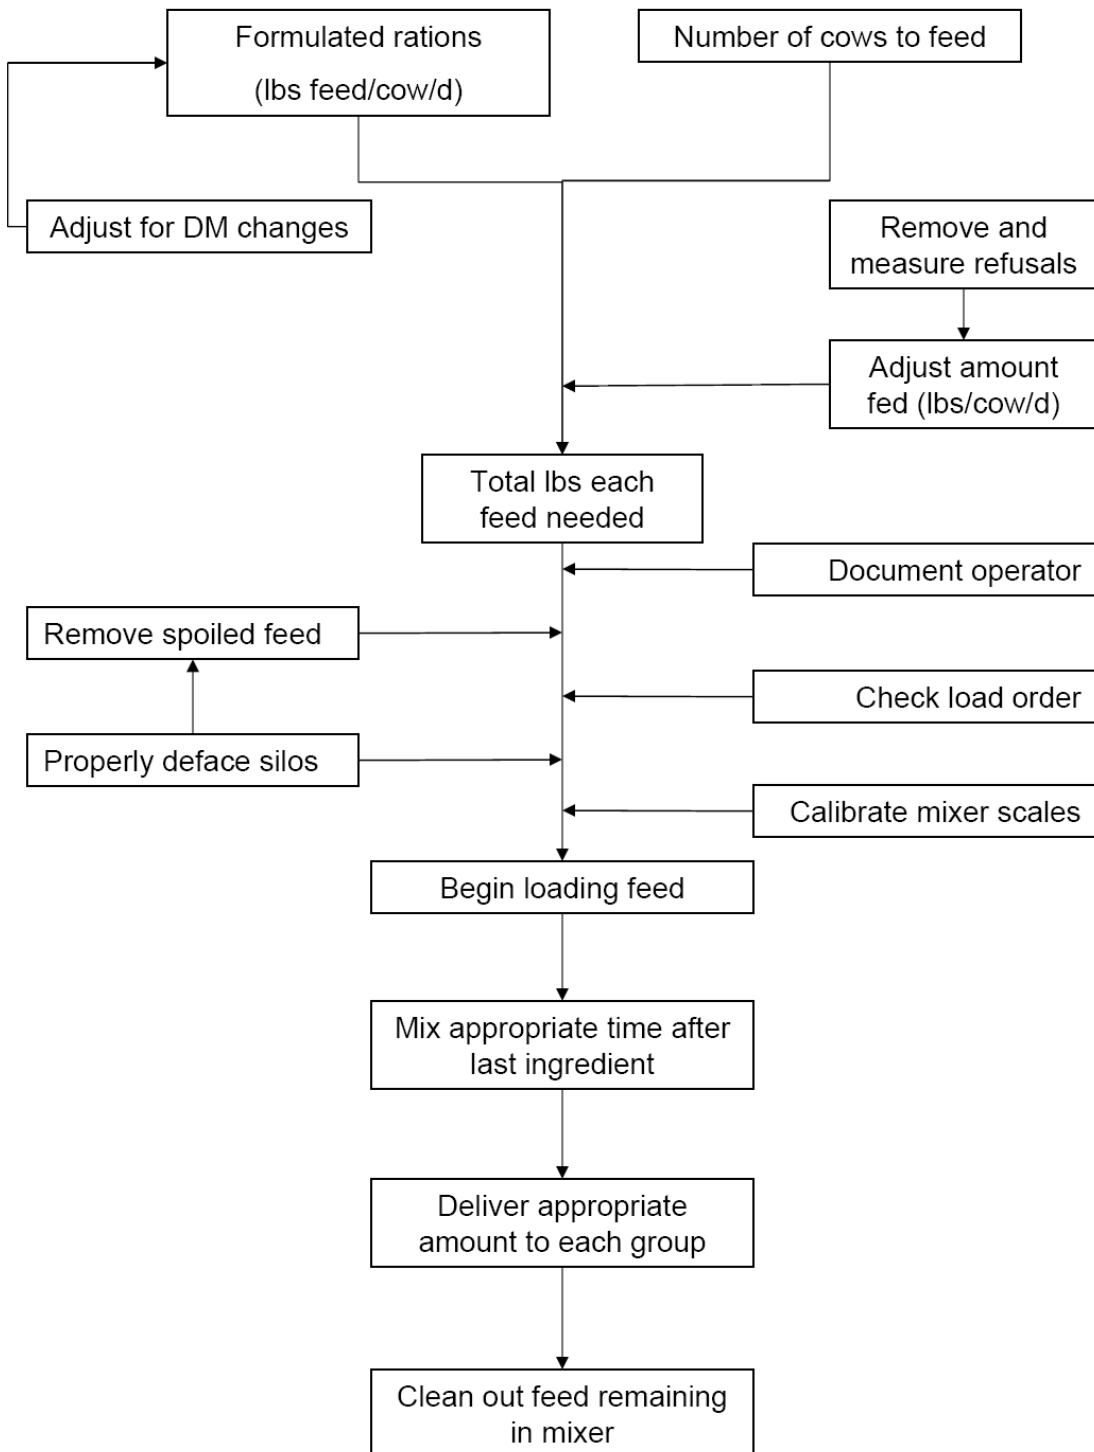 Formulated rations
(lbs feed/cow/d)
Number of cows to feed
Adjust for DM changes
Remove and
measure refusals
Adjust amount
fed (lbs/cow/d)
Total lbs each
feed needed
Document operator
Remove spoiled feed
Check load order
Properly deface silos
Calibrate mixer scales
Begin loading feed
Mix appropriate time after
last ingredient
Deliver appropriate
amount to each group
Clean out feed remaining
in mixer